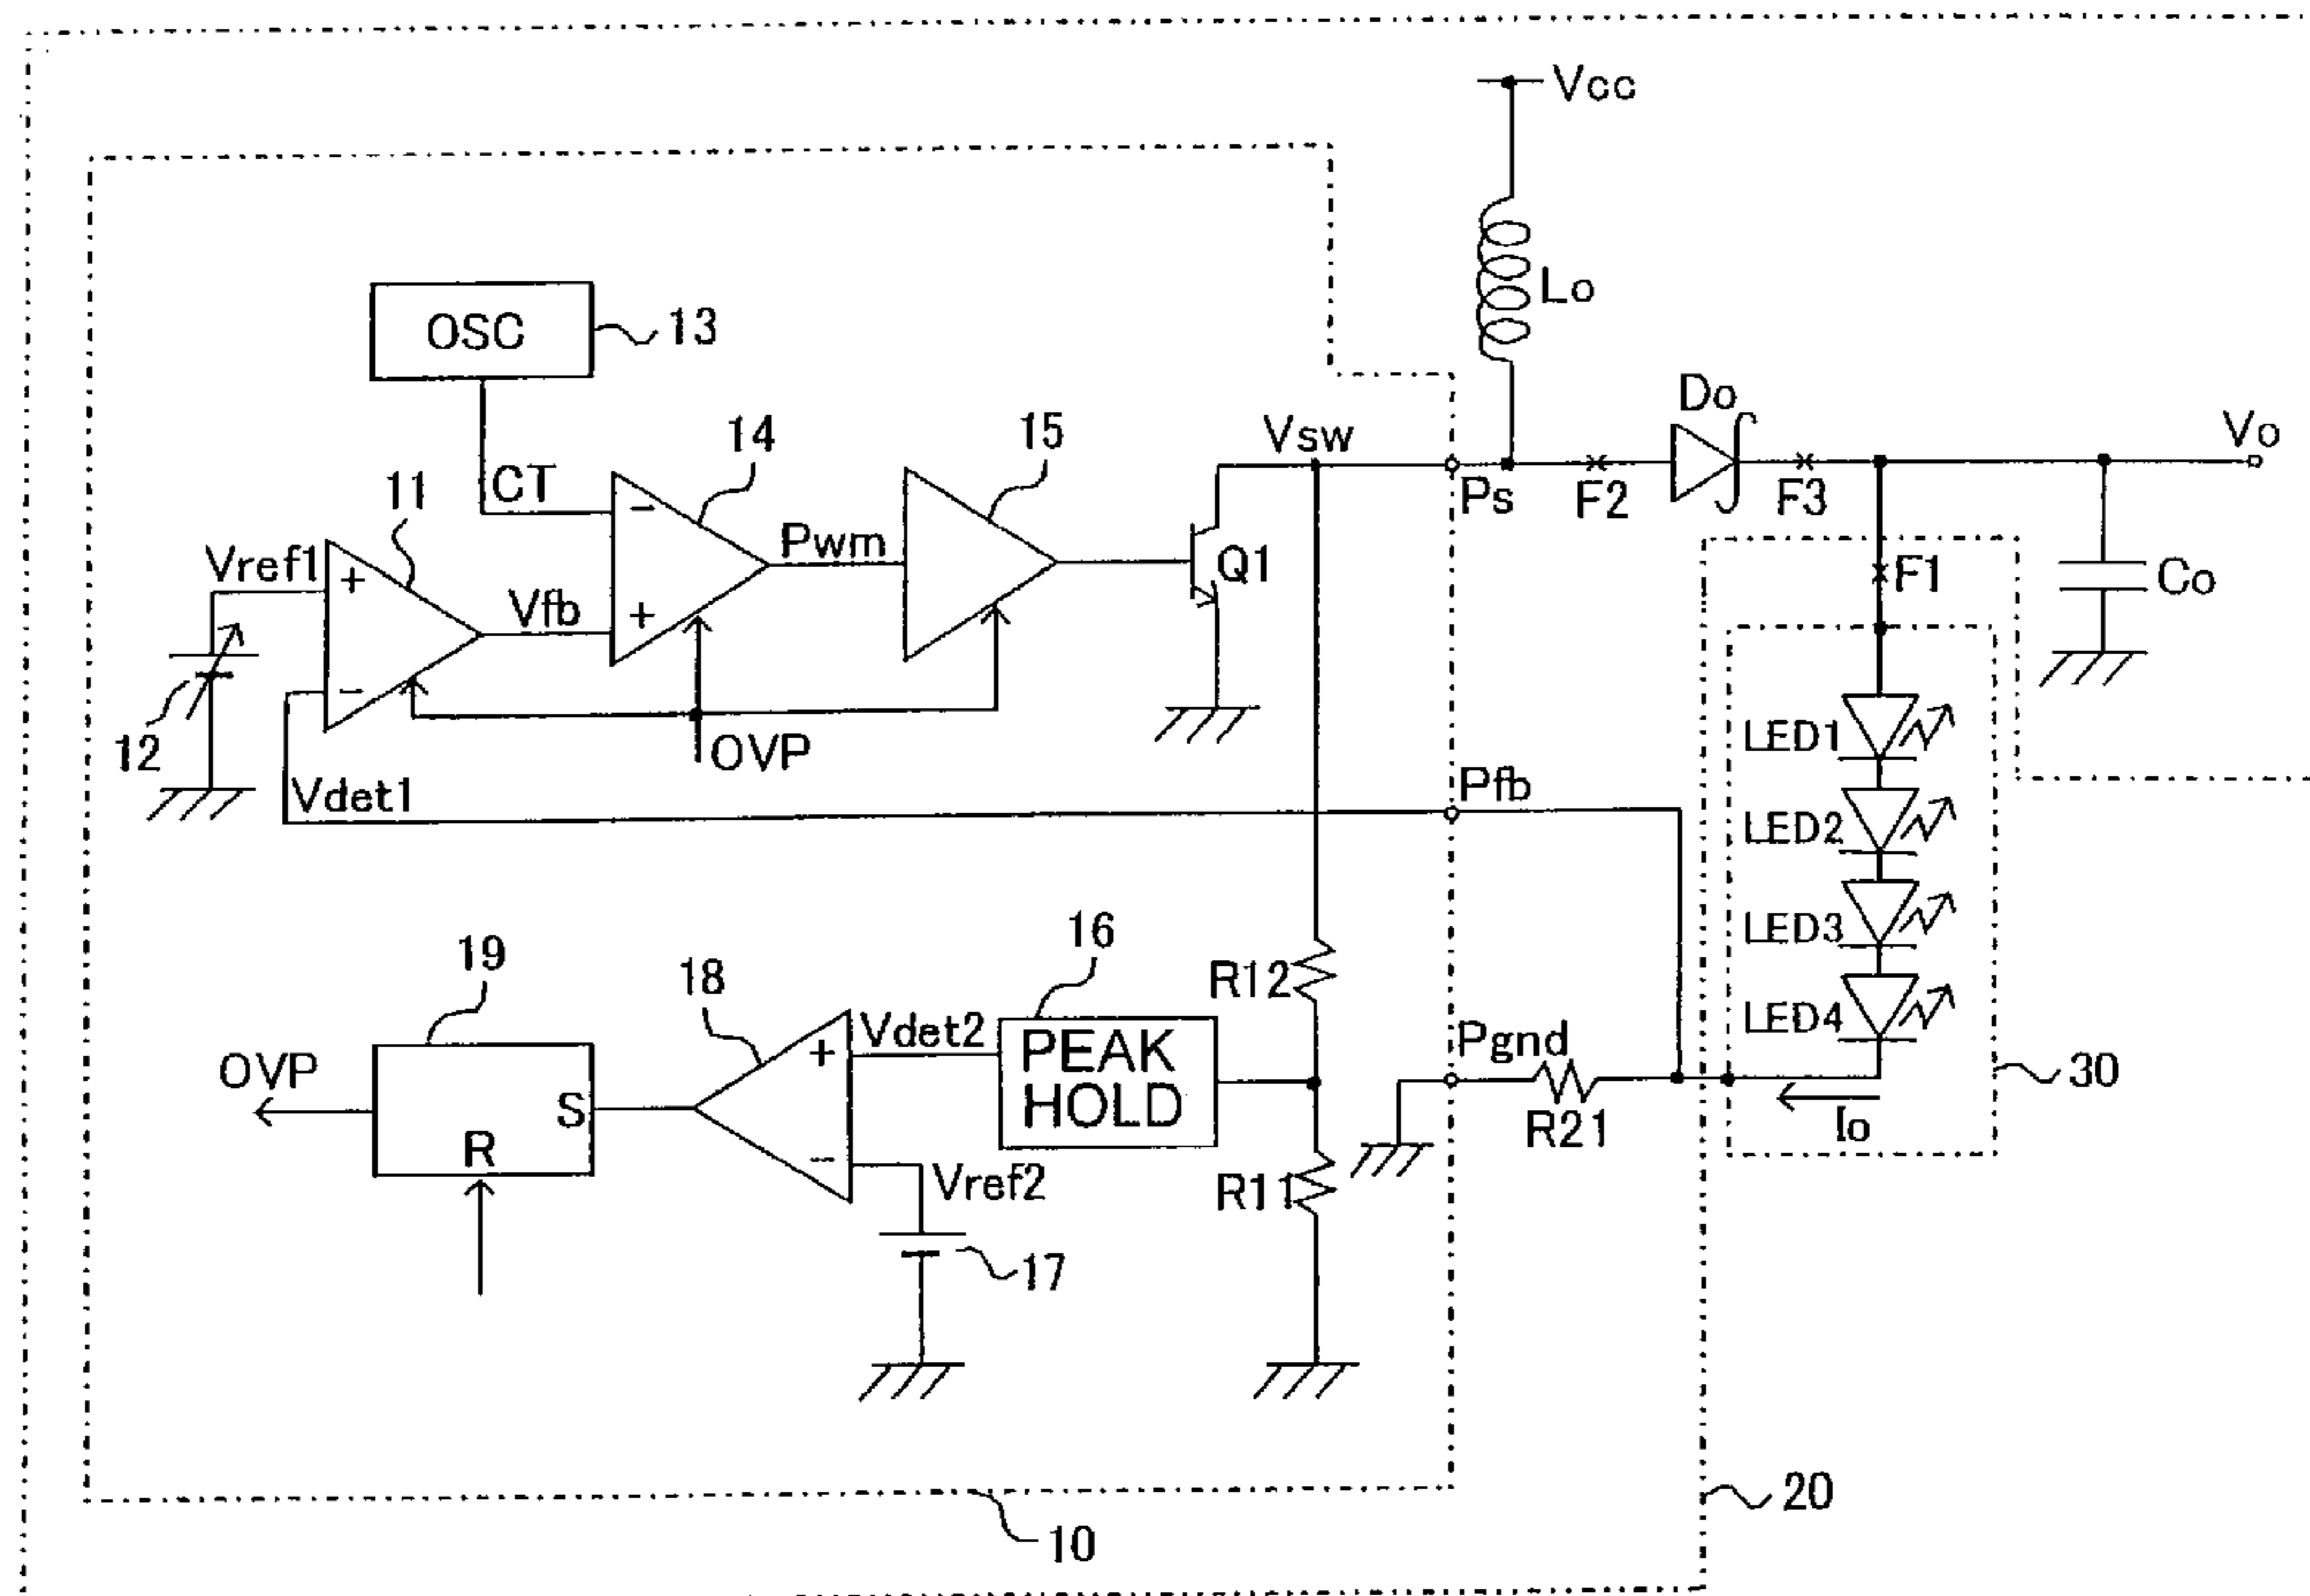 Vcc
Lo
OSC
13
Do
Vo
14
15
Vsw
11
CT
Ps
F2
F3
Vref1
+
-
Pwm
Q1
F1
Co
Vfb
+
-
12
OVP
LED1
Vdet1
Pfb
LED2
LED3
16
19
18
R12
LED4
Vdet2
PEAK
HOLD
Pgnd
OVP
+
S
R
-
R21
Io
30
Vref2
R11
17
20
10